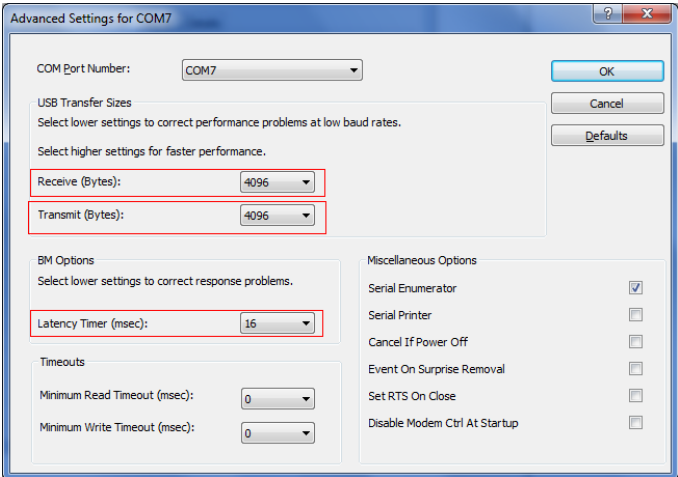 Advanced Settings for COM7
COM Port Number: COM7
OK
USB Transfer Sizes
Cancel
Select lower settings to correct performance problems at low baud rates.
Defaults
Select higher settings for faster performance.
Receive (Bytes): 4096
Transmit (Bytes): 4096
BM Options
Select lower settings to correct response problems.
Latency Timer (msec): 16
Timeouts
Minimum Read Timeout (msec): 0
Minimum Write Timeout (msec): 0
Miscellaneous Options
Serial Enumerator
Serial Printer
Cancel If Power Off
Event On Surprise Removal
Set RTS On Close
Disable Modem Ctrl At Startup